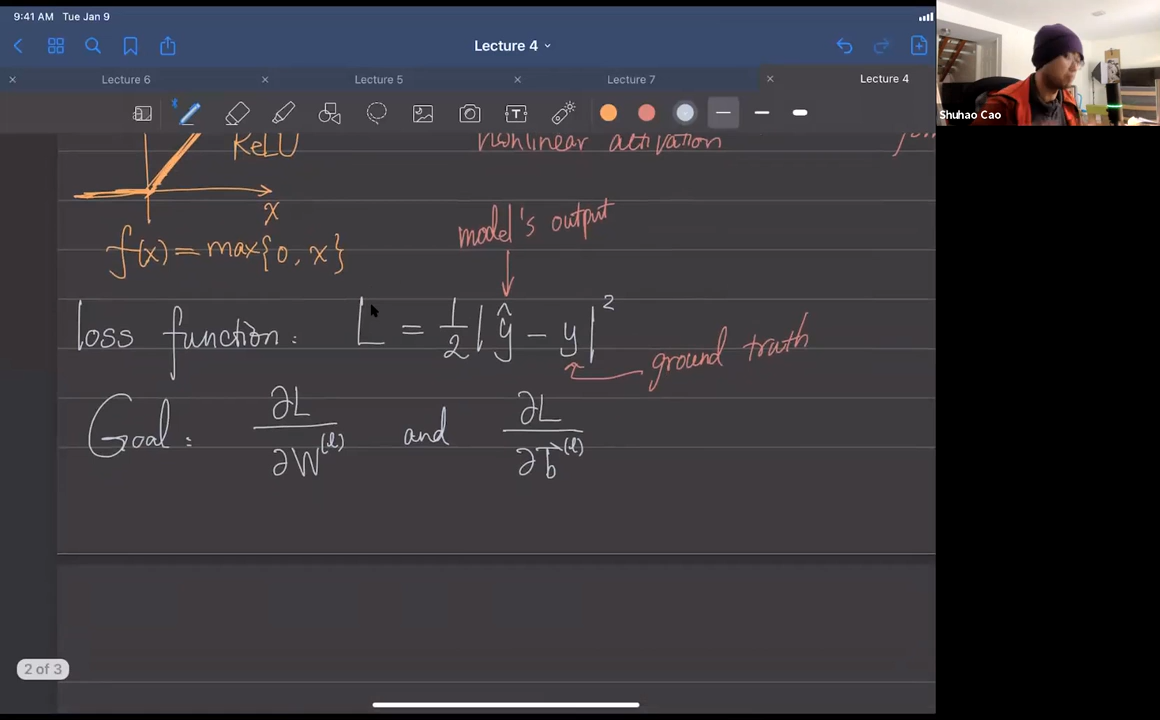 9:41 AM Tue Jan 9
Lecture 4
Lecture 6
Lecture 5
Lecture 7
Lecture 4
Shuhao Cao
ReLU
nonlinear activation
x
model's output
f(x) = max{0, x}
loss function: L = 1/2 |ŷ - y|²
ground truth
Goal: ∂L/∂W^(l) and ∂L/∂b⃗^(l)
2 of 3